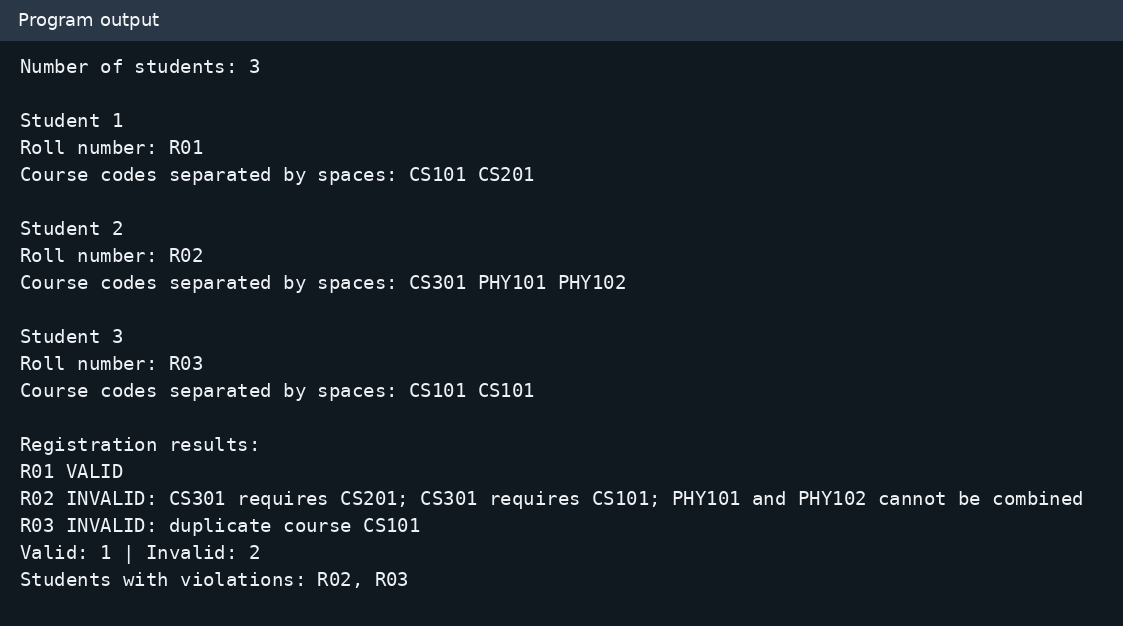 Program output
Number of students: 3
Student 1
Roll number: R01
Course codes separated by spaces: CS101 CS201
Student 2
Roll number: R02
Course codes separated by spaces: CS301 PHY101 PHY102
Student 3
Roll number: R03
Course codes separated by spaces: CS101 CS101
Registration results:
R01 VALID
R02 INVALID: CS301 requires CS201; CS301 requires CS101; PHY101 and PHY102 cannot be combined
R03 INVALID: duplicate course CS101
Valid: 1 | Invalid: 2
Students with violations: R02, R03